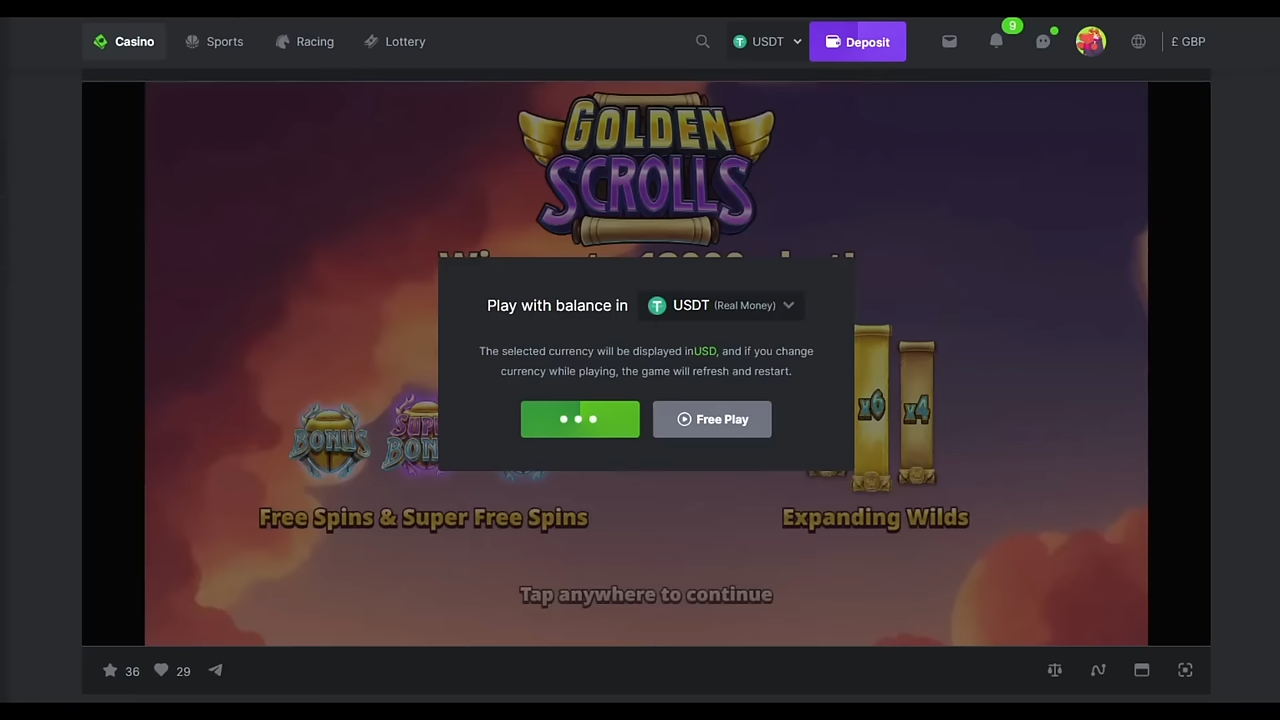 Casino
Sports
Racing
Lottery
USDT
Deposit
9
£ GBP
GOLDEN
SCROLLS
Play with balance in
USDT (Real Money)
The selected currency will be displayed inUSD, and if you change
currency while playing, the game will refresh and restart.
Free Play
BONUS
x6
x4
Free Spins & Super Free Spins
Expanding Wilds
Tap anywhere to continue
36
29